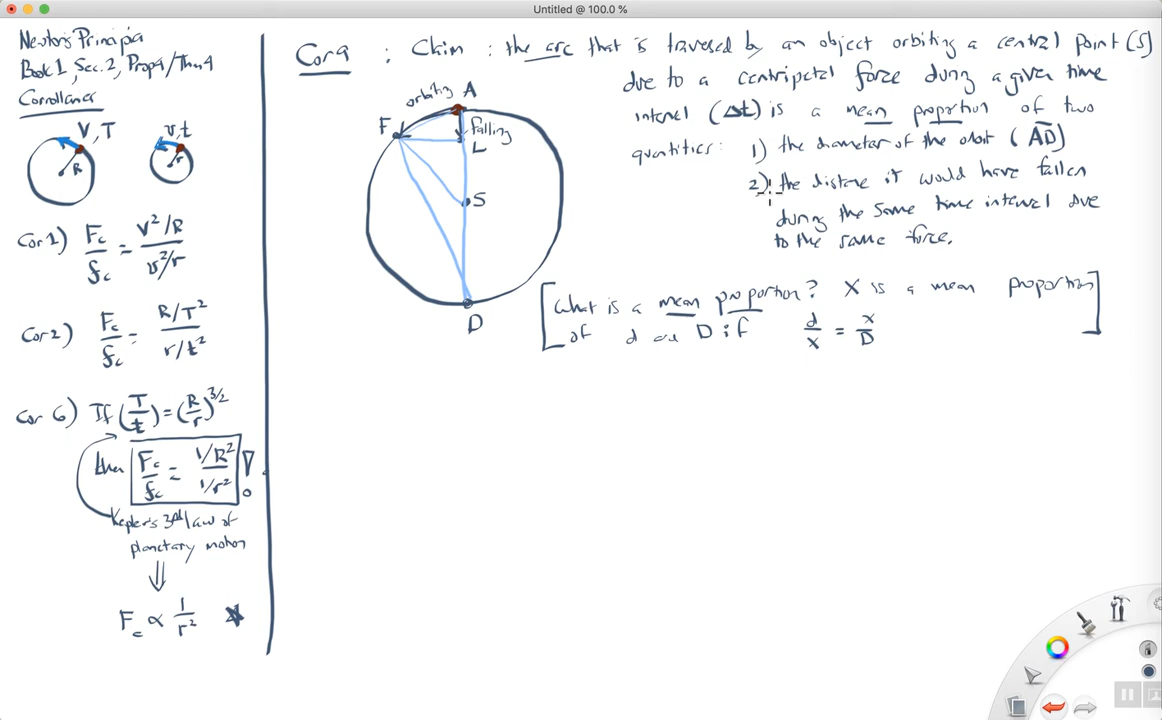 Untitled @ 100.0 %
Newton's Principia
Book 1, Sec. 2, Prop 4/Thm 4
Corollaries
V, T
R
v, t
r
Cor 1) Fc/fc = V²/R / v²/r
Cor 2) Fc/fc = R/T² / r/t²
Cor 6) If (T/t) = (R/r)^3/2
then Fc/fc = 1/R² / 1/r² !
Kepler's 3rd law of
planetary motion
⇓
Fc ∝ 1/r² ★
Cor 9 : Claim : the arc that is traversed by an object orbiting a central point (S)
due to a centripetal force during a given time
interval (Δt) is a mean proportion of two
quantities: 1) the diameter of the orbit (AD)
2) the distance it would have fallen
during the same time interval due
to the same force.
orbiting A
F
falling
L
S
D
[What is a mean proportion? X is a mean proportion
of d and D if d/x = x/D]